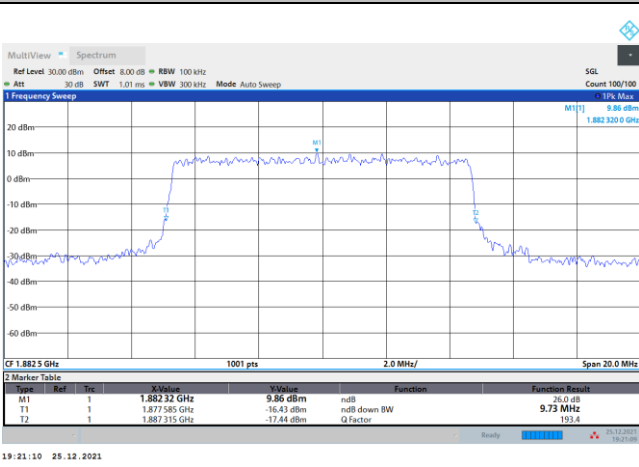 MultiView Spectrum
Ref Level 30.00 dBm Offset 8.00 dB RBW 100 kHz SGL
Att 30 dB SWT 1.01 ms VBW 300 kHz Mode Auto Sweep Count 100/100
1 Frequency Sweep 1Pk Max
M1[1] 9.86 dBm
1.882 320 0 GHz
20 dBm
M1
10 dBm
0 dBm
-10 dBm
T1 T2
-20 dBm
-30 dBm
-40 dBm
-50 dBm
-60 dBm
CF 1.882 5 GHz 1001 pts 2.0 MHz/ Span 20.0 MHz
2 Marker Table
Type Ref Trc X-Value Y-Value Function Function Result
M1 1 1.882 32 GHz 9.86 dBm ndB 26.0 dB
T1 1 1.877 585 GHz -16.43 dBm ndB down BW 9.73 MHz
T2 1 1.887 315 GHz -17.44 dBm Q Factor 193.4
Ready 25.12.2021
19:21:09
19:21:10 25.12.2021